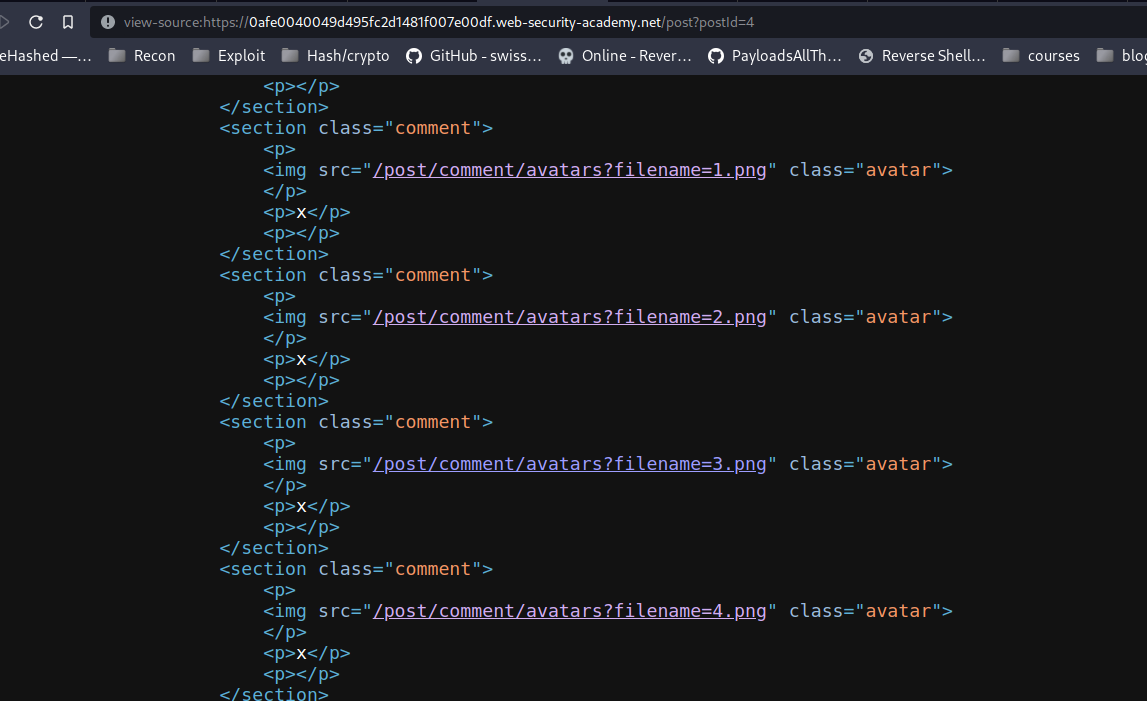 view-source:https://0afe0040049d495fc2d1481f007e00df.web-security-academy.net/post?postId=4
eHashed —... Recon Exploit Hash/crypto GitHub - swiss... Online - Rever... PayloadsAllTh... Reverse Shell... courses blog
<p></p>
</section>
<section class="comment">
<p>
<img src="/post/comment/avatars?filename=1.png" class="avatar">
</p>
<p>x</p>
<p></p>
</section>
<section class="comment">
<p>
<img src="/post/comment/avatars?filename=2.png" class="avatar">
</p>
<p>x</p>
<p></p>
</section>
<section class="comment">
<p>
<img src="/post/comment/avatars?filename=3.png" class="avatar">
</p>
<p>x</p>
<p></p>
</section>
<section class="comment">
<p>
<img src="/post/comment/avatars?filename=4.png" class="avatar">
</p>
<p>x</p>
<p></p>
</section>